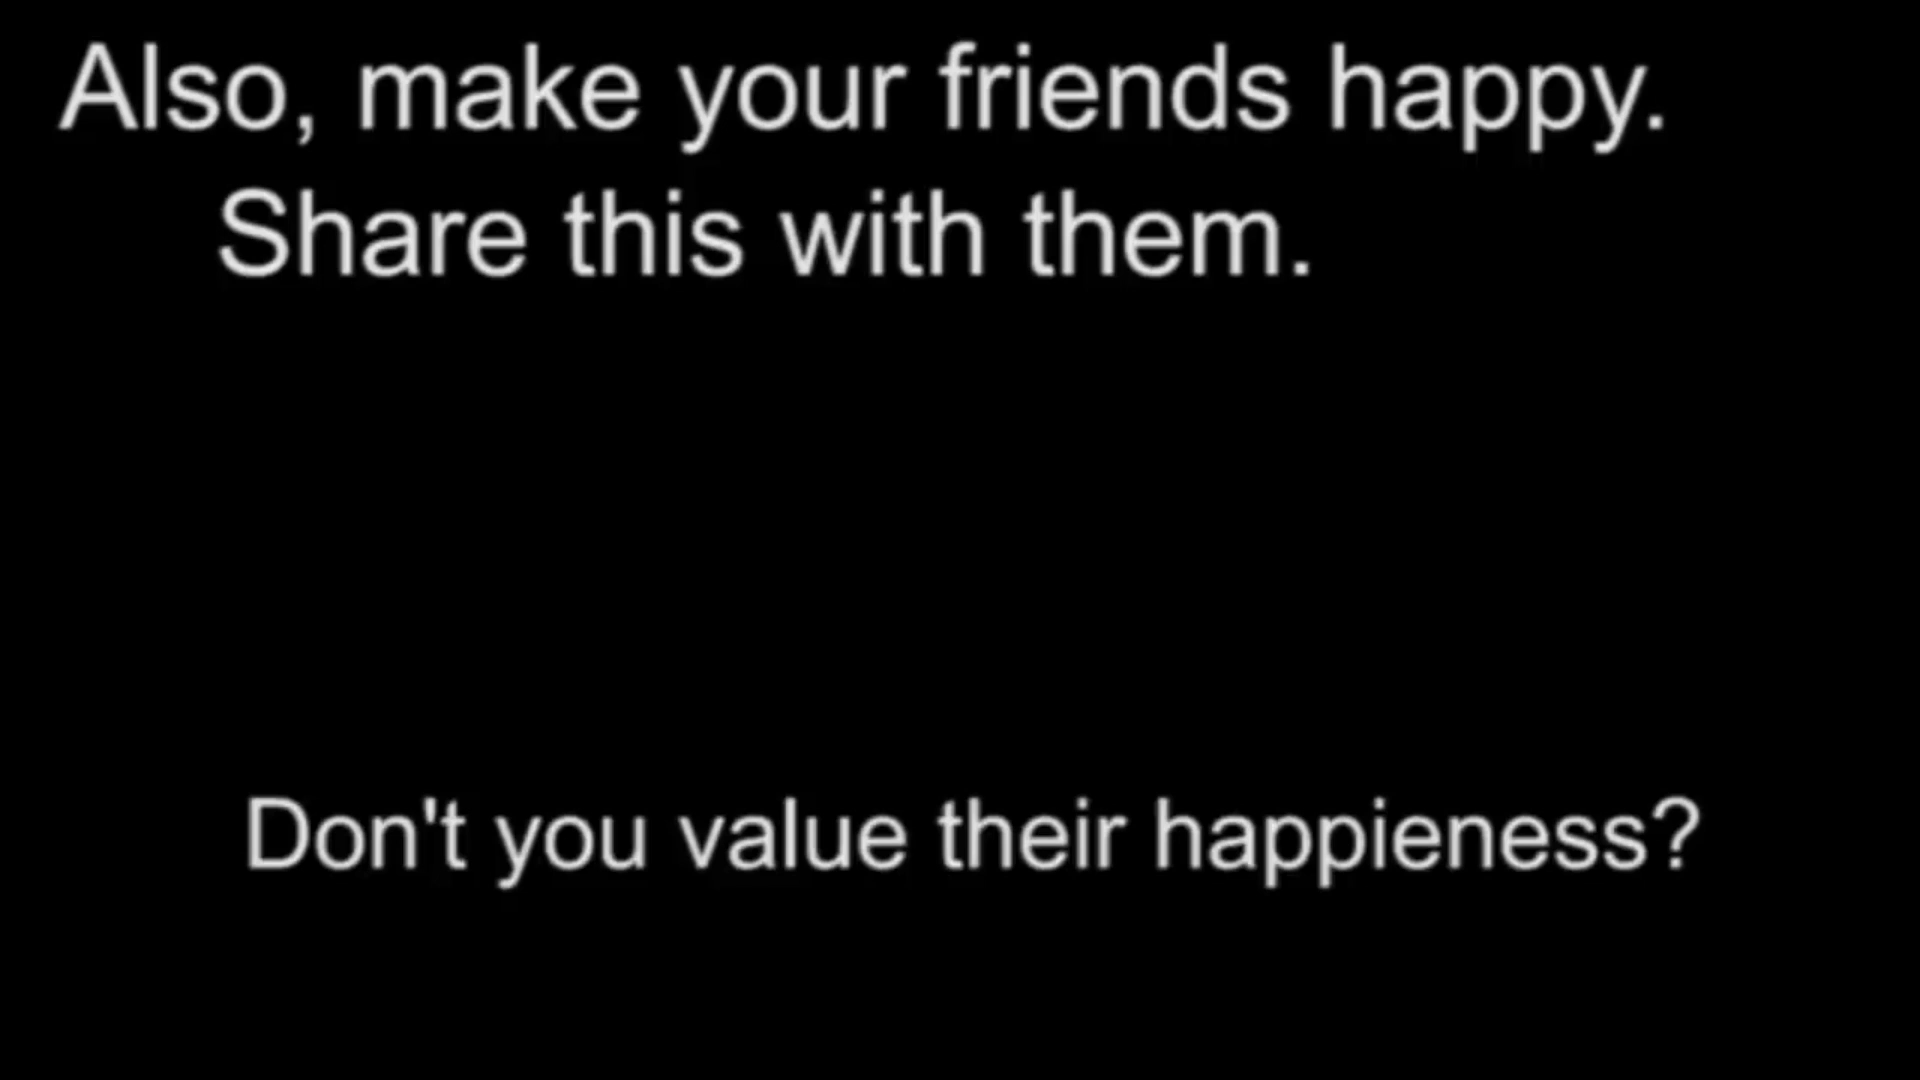 Also, make your friends happy.
Share this with them.
Don't you value their happieness?